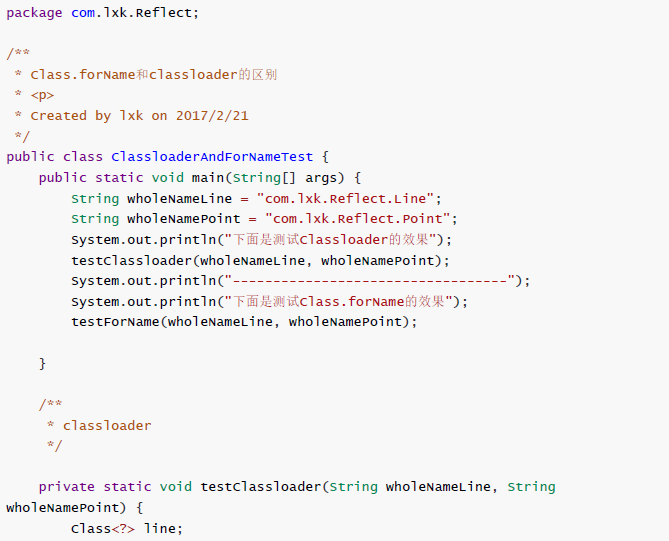 package com.lxk.Reflect;

/**
 * Class.forName和classloader的区别
 * <p>
 * Created by lxk on 2017/2/21
 */
public class ClassloaderAndForNameTest {
    public static void main(String[] args) {
        String wholeNameLine = "com.lxk.Reflect.Line";
        String wholeNamePoint = "com.lxk.Reflect.Point";
        System.out.println("下面是测试Classloader的效果");
        testClassloader(wholeNameLine, wholeNamePoint);
        System.out.println("----------------------------------");
        System.out.println("下面是测试Class.forName的效果");
        testForName(wholeNameLine, wholeNamePoint);

    }

    /**
     * classloader
     */

    private static void testClassloader(String wholeNameLine, String
wholeNamePoint) {
        Class<?> line;